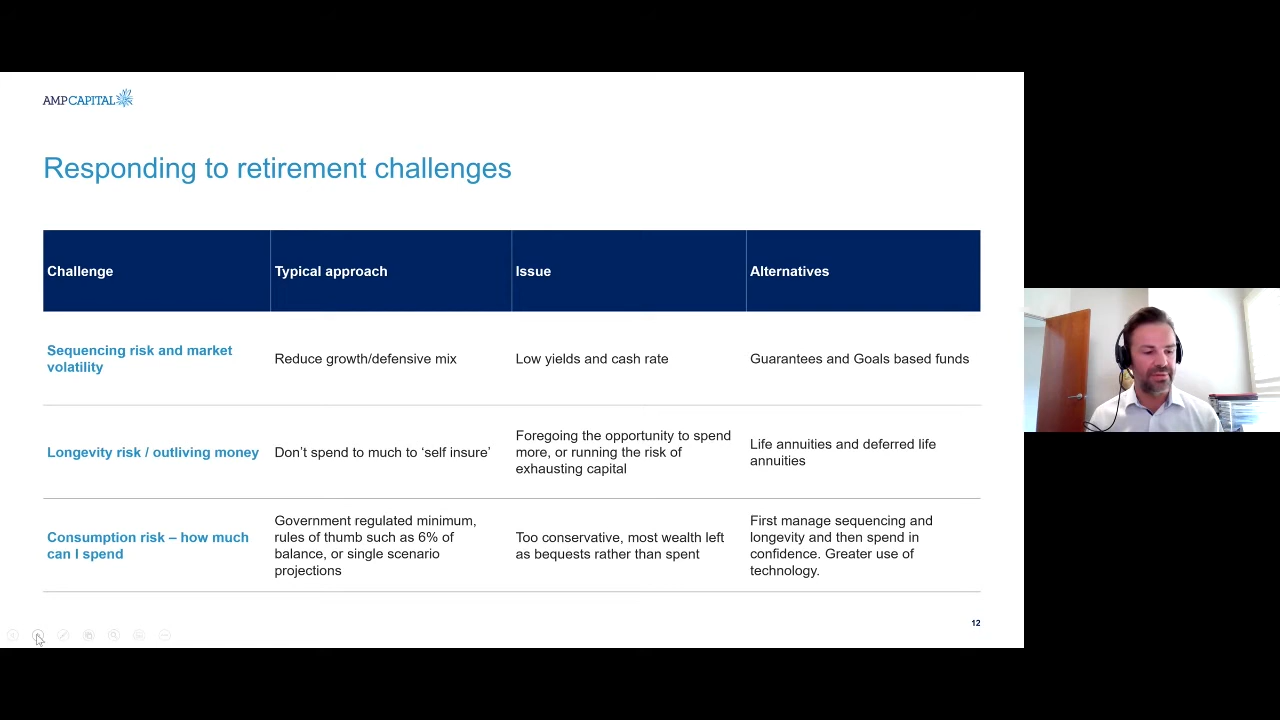 AMP CAPITAL
Responding to retirement challenges
Challenge
Typical approach
Issue
Alternatives
Sequencing risk and market
volatility
Reduce growth/defensive mix
Low yields and cash rate
Guarantees and Goals based funds
Longevity risk / outliving money
Don’t spend to much to ‘self insure’
Foregoing the opportunity to spend
more, or running the risk of
exhausting capital
Life annuities and deferred life
annuities
Consumption risk – how much
can I spend
Government regulated minimum,
rules of thumb such as 6% of
balance, or single scenario
projections
Too conservative, most wealth left
as bequests rather than spent
First manage sequencing and
longevity and then spend in
confidence. Greater use of
technology.
12